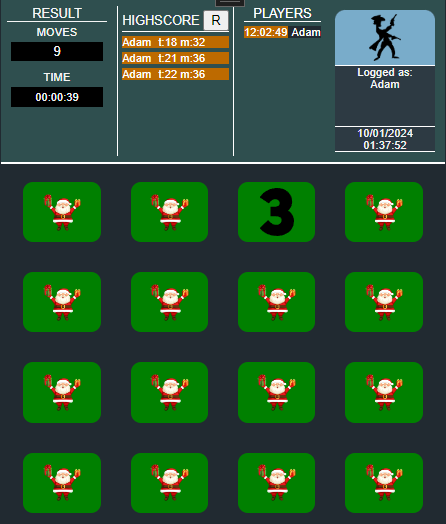 RESULT
MOVES
9
TIME
00:00:39
HIGHSCORE R
Adam t:18 m:32
Adam t:21 m:36
Adam t:22 m:36
PLAYERS
12:02:49 Adam
Logged as:
Adam
10/01/2024
01:37:52
3